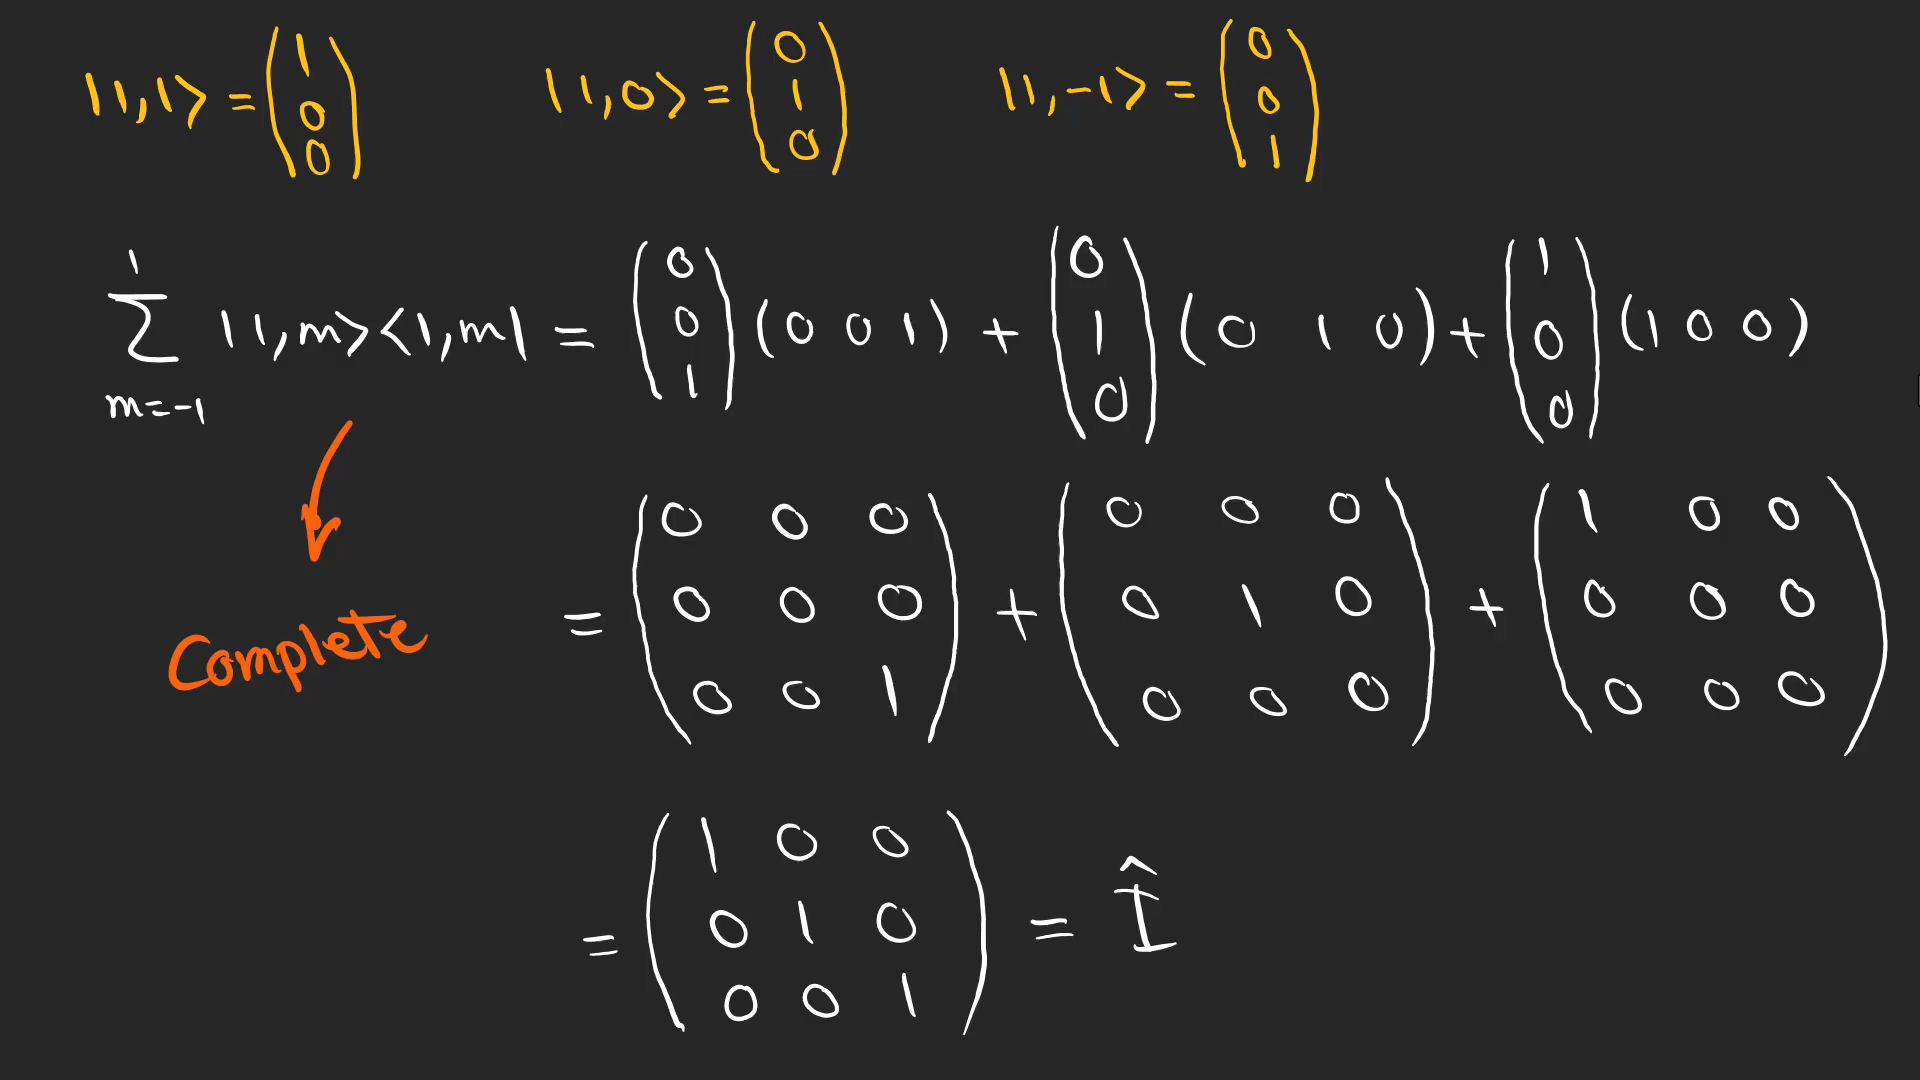 |1,1> = (1 0 0) |1,0> = (0 1 0) |1,-1> = (0 0 1)
1
∑ |1,m><1,m| = (0 0 1) (0 0 1) + (0 1 0) (0 1 0) + (1 0 0) (1 0 0)
m=-1
= (0 0 0 0 0 0 0 0 1) + (0 0 0 0 1 0 0 0 0) + (1 0 0 0 0 0 0 0 0)
Complete
= (1 0 0 0 1 0 0 0 1) = Î